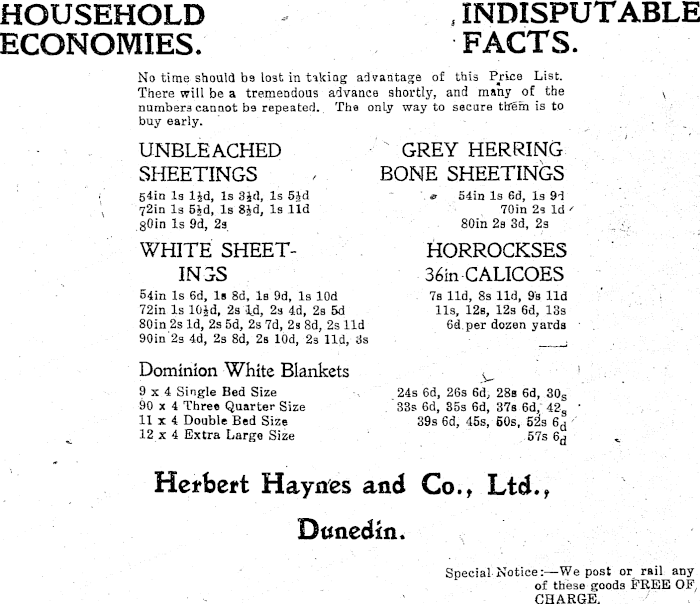 HOUSEHOLD ECONOMIES.
INDISPUTABLE FACTS.
No time should be lost in taking advantage of this Price List.
There will be a tremendous advance shortly, and many of the
numbers cannot be repeated. The only way to secure them is to
buy early.
UNBLEACHED
SHEETINGS
54in 1s 1½d, 1s 3½d, 1s 5½d
72in 1s 5½d, 1s 8½d, 1s 11d
80in 1s 9d, 2s
GREY HERRING
BONE SHEETINGS
54in 1s 6d, 1s 9d
70in 2s 1d
80in 2s 3d, 2s
WHITE SHEET-
INGS
54in 1s 6d, 1s 8d, 1s 9d, 1s 10d
72in 1s 10½d, 2s 1d, 2s 4d, 2s 5d
80in 2s 1d, 2s 5d, 2s 7d, 2s 8d, 2s 11d
90in 2s 4d, 2s 8d, 2s 10d, 2s 11d, 3s
HORROCKSES
36in CALICOES
7s 11d, 8s 11d, 9s 11d
11s, 12s, 12s 6d, 13s
6d per dozen yards
Dominion White Blankets
9 x 4 Single Bed Size 24s 6d, 26s 6d, 28s 6d, 30s
90 x 4 Three Quarter Size 33s 6d, 35s 6d, 37s 6d, 42s
11 x 4 Double Bed Size 39s 6d, 45s, 50s, 52s 6d
12 x 4 Extra Large Size 57s 6d
Herbert Haynes and Co., Ltd.,
Dunedin.
Special Notice:—We post or rail any
of these goods FREE OF
CHARGE.